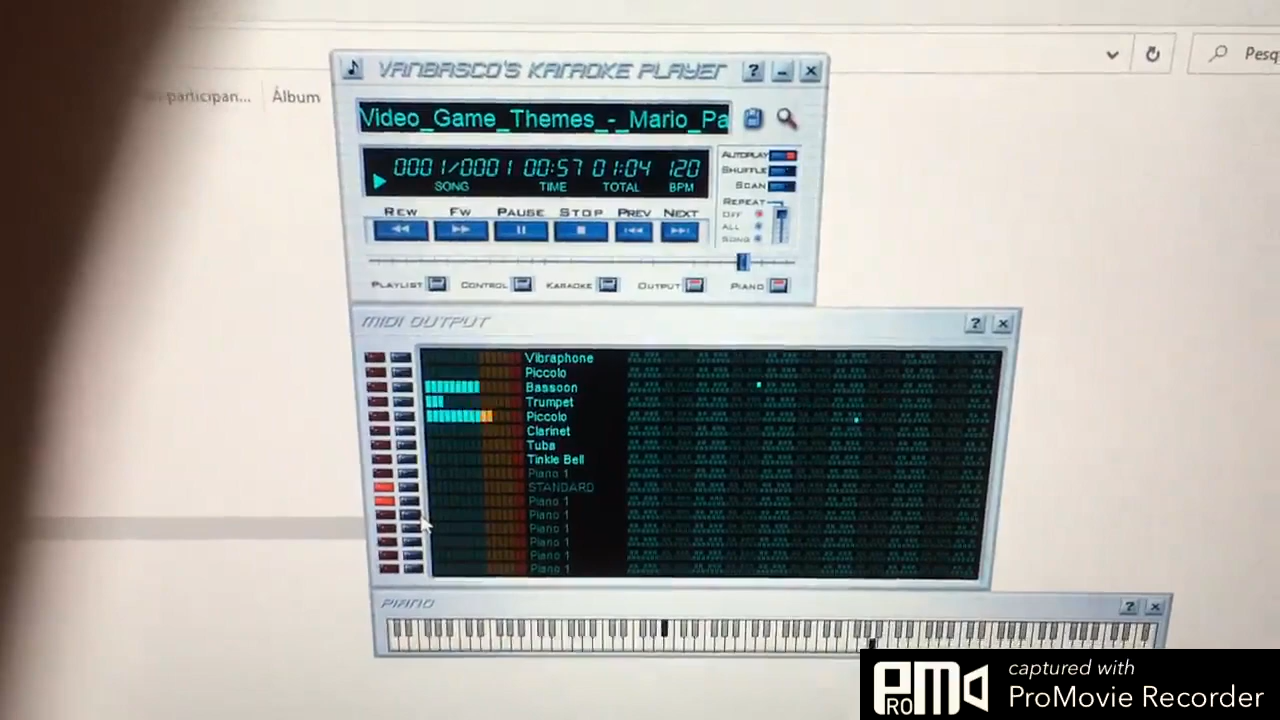 Pesq
participan... Álbum
VANBASCO'S KARAOKE PLAYER ?
Video_Game_Themes_-_Mario_Pa
0001/0001 00:57 01:04 120
SONG TIME TOTAL BPM
AUTOPLAY
SHUFFLE
SCAN
REPEAT
OFF
ALL
SONG
REW FW PAUSE STOP PREV NEXT
PLAYLIST CONTROL KARAOKE OUTPUT PIANO
MIDI OUTPUT ?
Vibraphone
Piccolo
Bassoon
Trumpet
Piccolo
Clarinet
Tuba
Tinkle Bell
Piano 1
STANDARD
Piano 1
Piano 1
Piano 1
Piano 1
Piano 1
Piano 1
PIANO ?
PRO M captured with
ProMovie Recorder